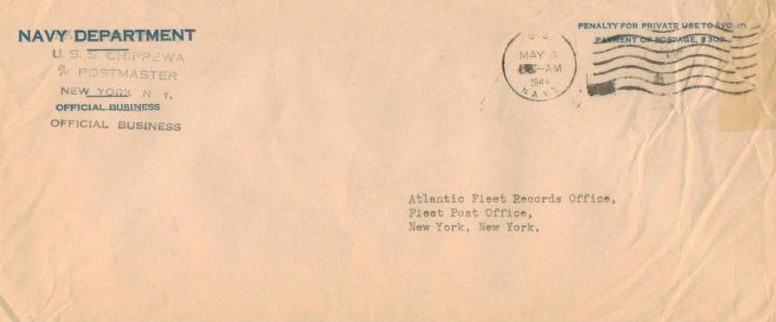 NAVY DEPARTMENT
U. S. S. CHIPPEWA
℅ POSTMASTER
NEW YORK N. Y.
OFFICIAL BUSINESS
OFFICIAL BUSINESS
PENALTY FOR PRIVATE USE TO AVOID
PAYMENT OF POSTAGE, $300
U.S.
MAY 4
AM
1944
NAVY
Atlantic Fleet Records Office,
Fleet Post Office,
New York, New York.